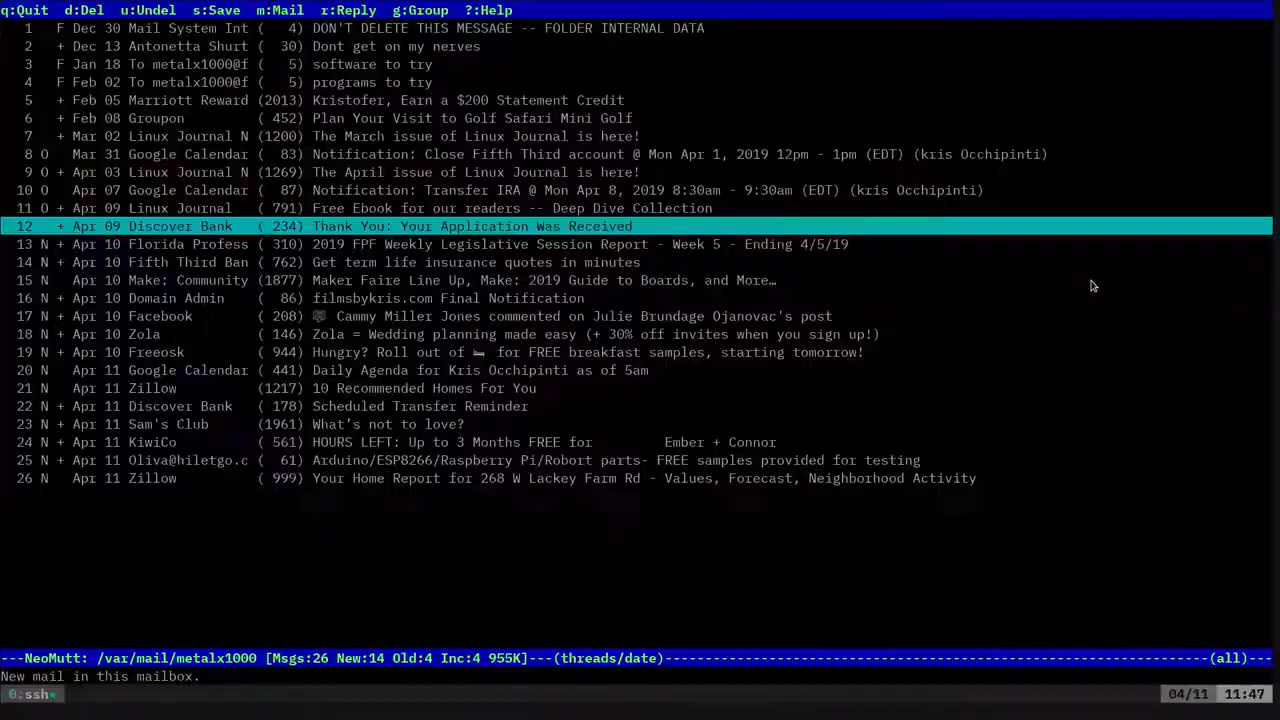 q:Quit  d:Del  u:Undel  s:Save  m:Mail  r:Reply  g:Group  ?:Help
1   F Dec 30 Mail System Int (   4) DON'T DELETE THIS MESSAGE -- FOLDER INTERNAL DATA
2   + Dec 13 Antonetta Shurt (  30) Dont get on my nerves
3   F Jan 18 To metalx1000@f (   5) software to try
4   F Feb 02 To metalx1000@f (   5) programs to try
5   + Feb 05 Marriott Reward (2013) Kristofer, Earn a $200 Statement Credit
6   + Feb 08 Groupon         ( 452) Plan Your Visit to Golf Safari Mini Golf
7   + Mar 02 Linux Journal N (1200) The March issue of Linux Journal is here!
8 O   Mar 31 Google Calendar (  83) Notification: Close Fifth Third account @ Mon Apr 1, 2019 12pm - 1pm (EDT) (kris Occhipinti)
9 O + Apr 03 Linux Journal N (1269) The April issue of Linux Journal is here!
10 O   Apr 07 Google Calendar (  87) Notification: Transfer IRA @ Mon Apr 8, 2019 8:30am - 9:30am (EDT) (kris Occhipinti)
11 O + Apr 09 Linux Journal   ( 791) Free Ebook for our readers -- Deep Dive Collection
12   + Apr 09 Discover Bank   ( 234) Thank You: Your Application Was Received
13 N + Apr 10 Florida Profess ( 310) 2019 FPF Weekly Legislative Session Report - Week 5 - Ending 4/5/19
14 N + Apr 10 Fifth Third Ban ( 762) Get term life insurance quotes in minutes
15 N   Apr 10 Make: Community (1877) Maker Faire Line Up, Make: 2019 Guide to Boards, and More…
16 N + Apr 10 Domain Admin    (  86) filmsbykris.com Final Notification
17 N + Apr 10 Facebook        ( 208) Cammy Miller Jones commented on Julie Brundage Ojanovac's post
18 N   Apr 10 Zola            ( 146) Zola = Wedding planning made easy (+ 30% off invites when you sign up!)
19 N + Apr 10 Freeosk         ( 944) Hungry? Roll out of 🛏 for FREE breakfast samples, starting tomorrow!
20 N   Apr 11 Google Calendar ( 441) Daily Agenda for Kris Occhipinti as of 5am
21 N   Apr 11 Zillow          (1217) 10 Recommended Homes For You
22 N + Apr 11 Discover Bank   ( 178) Scheduled Transfer Reminder
23 N + Apr 11 Sam's Club      (1961) What's not to love?
24 N + Apr 11 KiwiCo          ( 561) HOURS LEFT: Up to 3 Months FREE for         Ember + Connor
25 N + Apr 11 Oliva@hiletgo.c (  61) Arduino/ESP8266/Raspberry Pi/Robort parts- FREE samples provided for testing
26 N   Apr 11 Zillow          ( 999) Your Home Report for 268 W Lackey Farm Rd - Values, Forecast, Neighborhood Activity
---NeoMutt: /var/mail/metalx1000 [Msgs:26 New:14 Old:4 Inc:4 955K]---(threads/date)----------------------------------------------------------------------(all)---
New mail in this mailbox.
0:ssh* 04/11 11:47